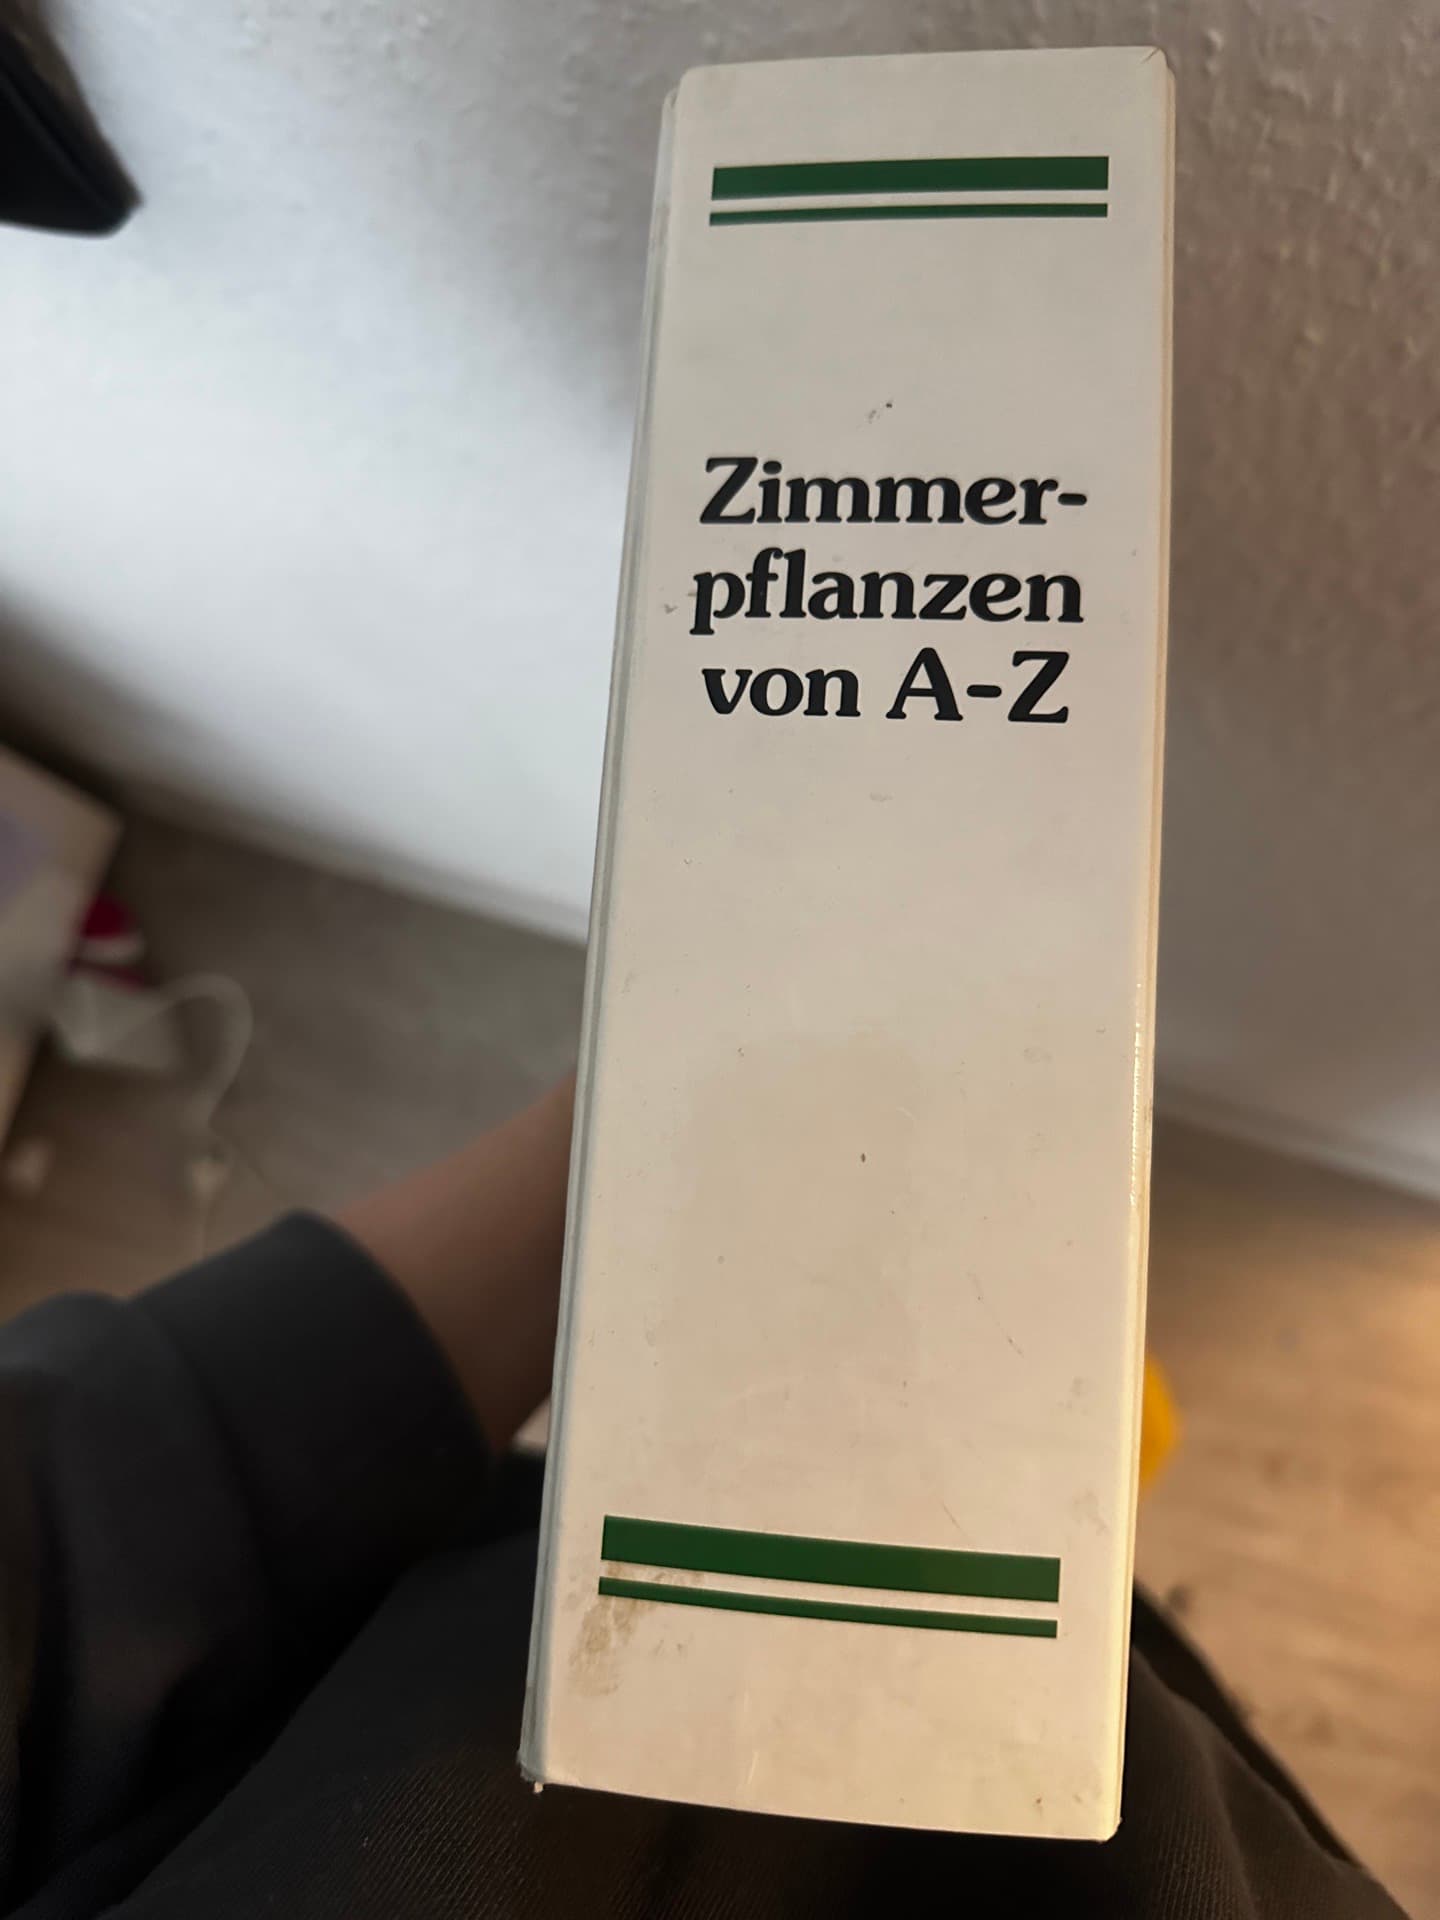 Zimmer-
pflanzen
von A-Z